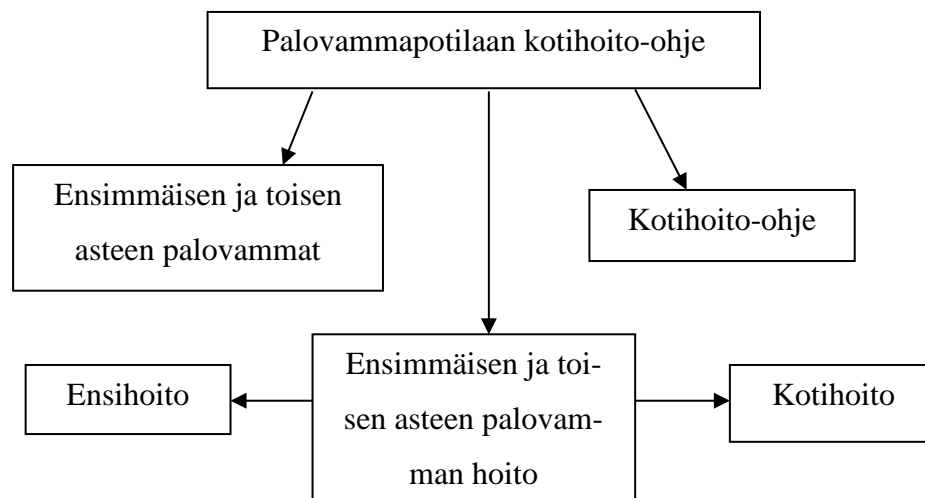 Palovammapotilaan kotihoito-ohje
Ensimmäisen ja toisen
asteen palovammat
Kotihoito-ohje
Ensihoito
Ensimmäisen ja toi-
sen asteen palovam-
man hoito
Kotihoito